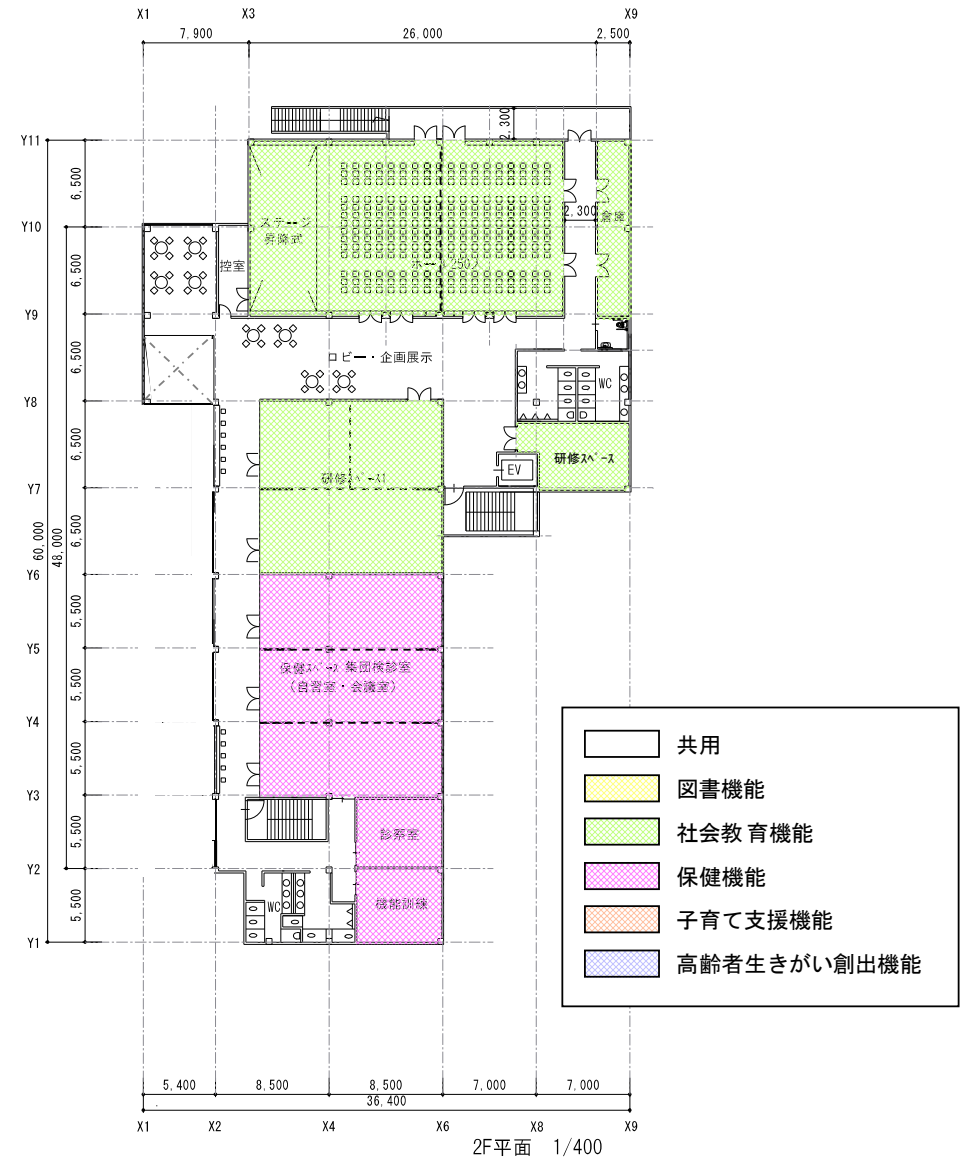 X1
X3
X9
7,900
26,000
2,500
Y11
2,300
6,500
Y10
ステージ
昇降式
ホール250人
2,300
倉庫
控室
6,500
Y9
ロビー・企画展示
6,500
WC
Y8
6,500
研修スペース1
研修スペース
EV
Y7
60,000
48,000
6,500
Y6
5,500
Y5
保健スペース 集団検診室
(自習室・会議室)
5,500
Y4
5,500
Y3
診察室
5,500
Y2
WC
機能訓練
5,500
Y1
共用
図書機能
社会教育機能
保健機能
子育て支援機能
高齢者生きがい創出機能
5,400
8,500
8,500
7,000
7,000
36,400
X1
X2
X4
X6
X8
X9
2F平面 1/400